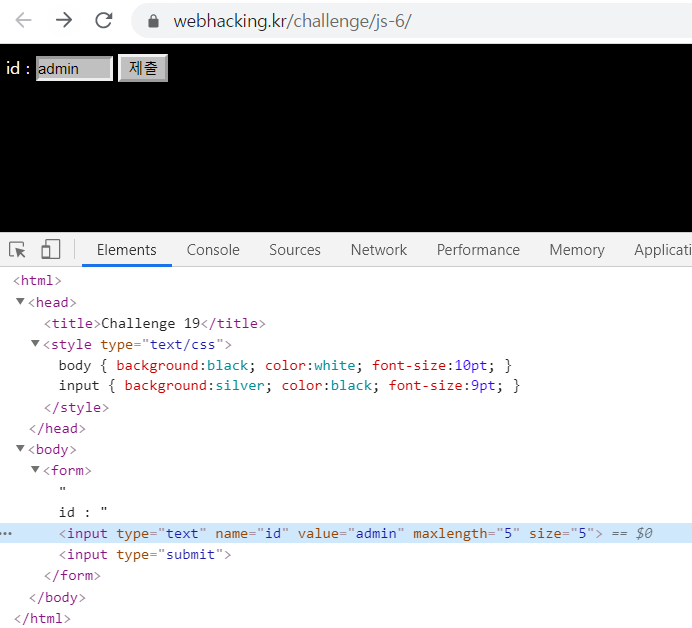 webhacking.kr/challenge/js-6/
id : admin 제출
Elements Console Sources Network Performance Memory Applicati
<html>
<head>
<title>Challenge 19</title>
<style type="text/css">
body { background:black; color:white; font-size:10pt; }
input { background:silver; color:black; font-size:9pt; }
</style>
</head>
<body>
<form>
"
id : "
... <input type="text" name="id" value="admin" maxlength="5" size="5"> == $0
<input type="submit">
</form>
</body>
</html>